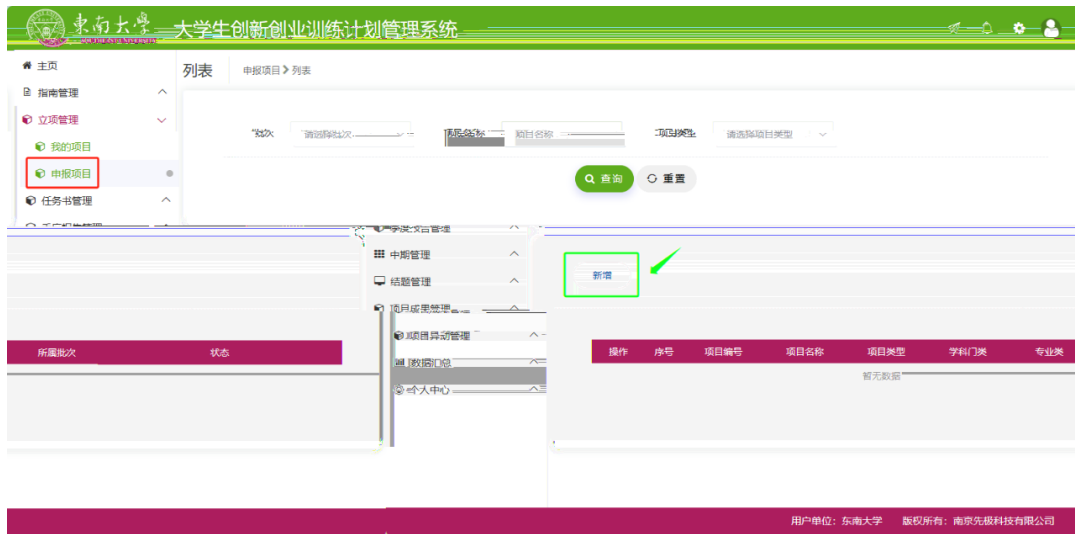 東南大學 大学生创新创业训练计划管理系统
主页
列表 申报项目 列表
指南管理
立项管理
批次 请选择批次 项目名称 项目名称 项目类型 请选择项目类型
我的项目
申报项目
查询 重置
任务书管理
中期管理
新增
结题管理
项目成果管理
项目异动管理
所属批次 状态
操作 序号 项目编号 项目名称 项目类型 学科门类 专业类
数据汇总
暂无数据
个人中心
用户单位：东南大学 版权所有：南京先极科技有限公司